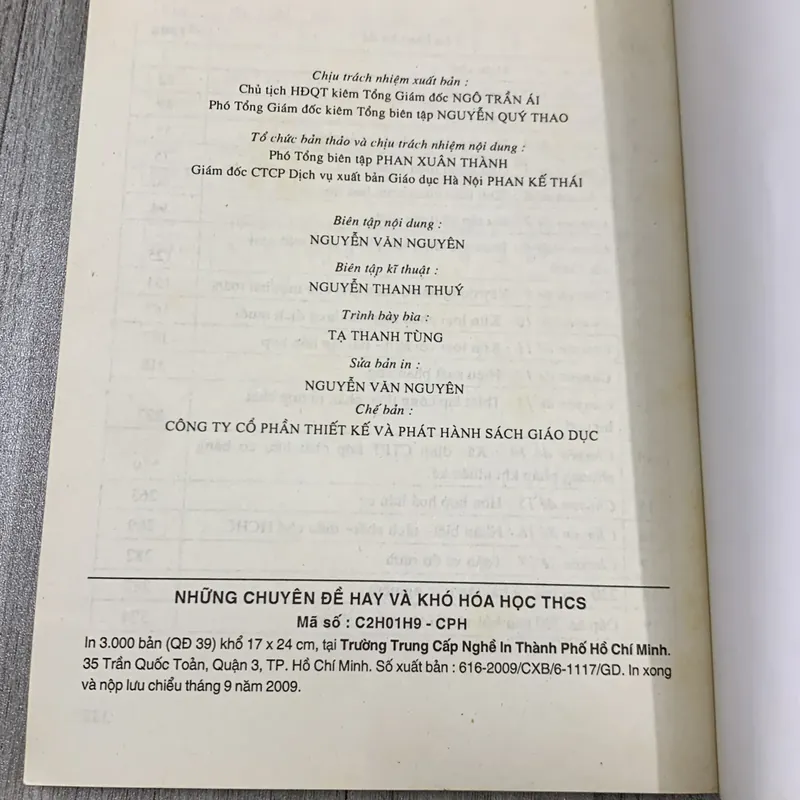 Chịu trách nhiệm xuất bản :
Chủ tịch HĐQT kiêm Tổng Giám đốc NGÔ TRẦN ÁI
Phó Tổng Giám đốc kiêm Tổng biên tập NGUYỄN QUÝ THAO
Tổ chức bản thảo và chịu trách nhiệm nội dung :
Phó Tổng biên tập PHAN XUÂN THÀNH
Giám đốc CTCP Dịch vụ xuất bản Giáo dục Hà Nội PHAN KẾ THÁI
Biên tập nội dung :
NGUYỄN VĂN NGUYÊN
Biên tập kĩ thuật :
NGUYỄN THANH THUÝ
Trình bày bìa :
TẠ THANH TÙNG
Sửa bản in :
NGUYỄN VĂN NGUYÊN
Chế bản :
CÔNG TY CỔ PHẦN THIẾT KẾ VÀ PHÁT HÀNH SÁCH GIÁO DỤC
NHỮNG CHUYÊN ĐỀ HAY VÀ KHÓ HÓA HỌC THCS
Mã số : C2H01H9 - CPH
In 3.000 bản (QĐ 39) khổ 17 x 24 cm, tại Trường Trung Cấp Nghề In Thành Phố Hồ Chí Minh.
35 Trần Quốc Toản, Quận 3, TP. Hồ Chí Minh. Số xuất bản : 616-2009/CXB/6-1117/GD. In xong
và nộp lưu chiểu tháng 9 năm 2009.